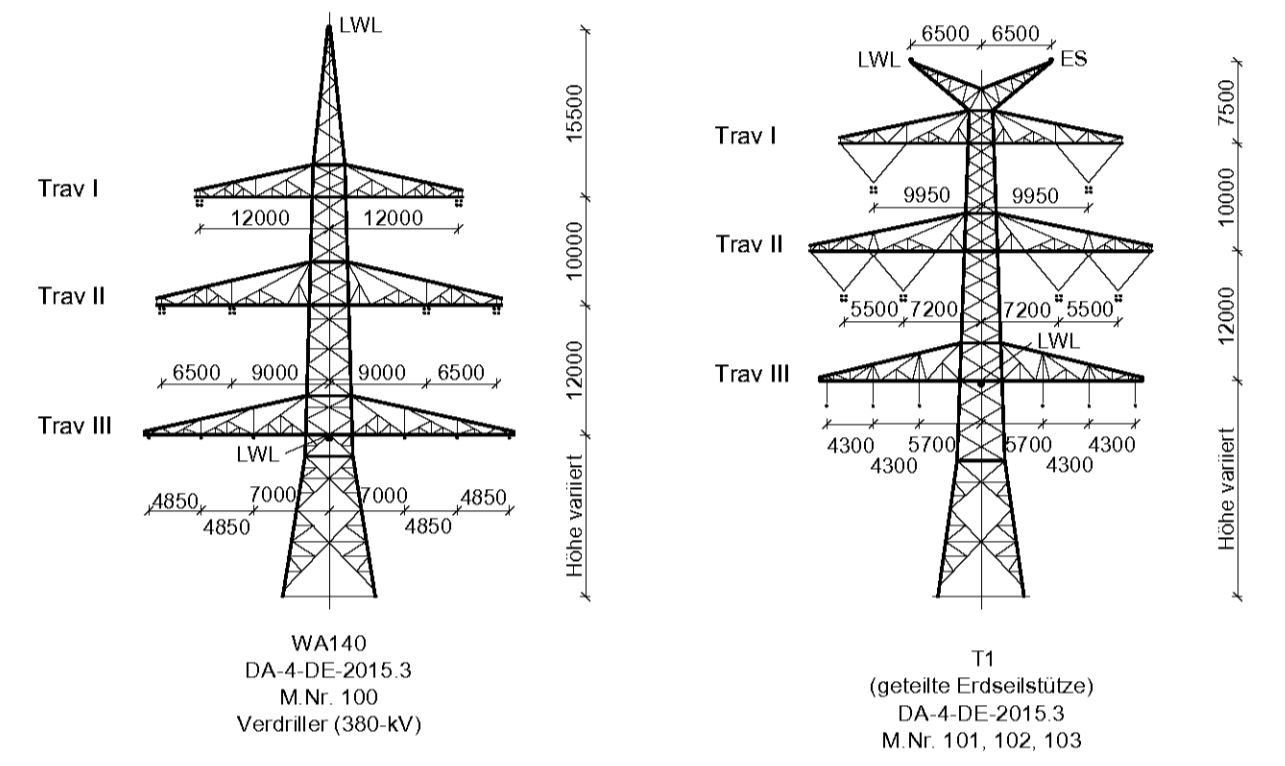 LWL
15500
Trav I
12000 12000
10000
Trav II
12000
6500 9000 9000 6500
Trav III
LWL
Höhe variiert
4850 7000 7000 4850
4850 4850
WA140
DA-4-DE-2015.3
M.Nr. 100
Verdriller (380-kV)
6500 6500
LWL ES
7500
Trav I
9950 9950
10000
Trav II
5500 7200 7200 5500
12000
LWL
Trav III
4300 5700 5700 4300
4300 4300
Höhe variiert
T1
(geteilte Erdseilstütze)
DA-4-DE-2015.3
M.Nr. 101, 102, 103